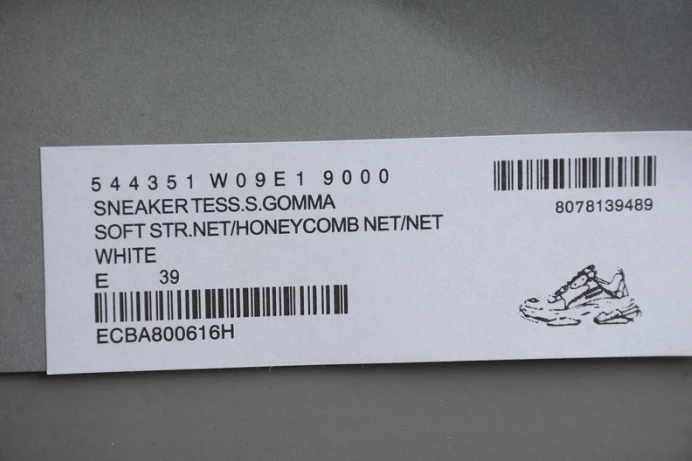 544351 W09E1 9000
SNEAKER TESS.S.GOMMA
SOFT STR.NET/HONEYCOMB NET/NET
WHITE
E 39
ECBA800616H
8078139489